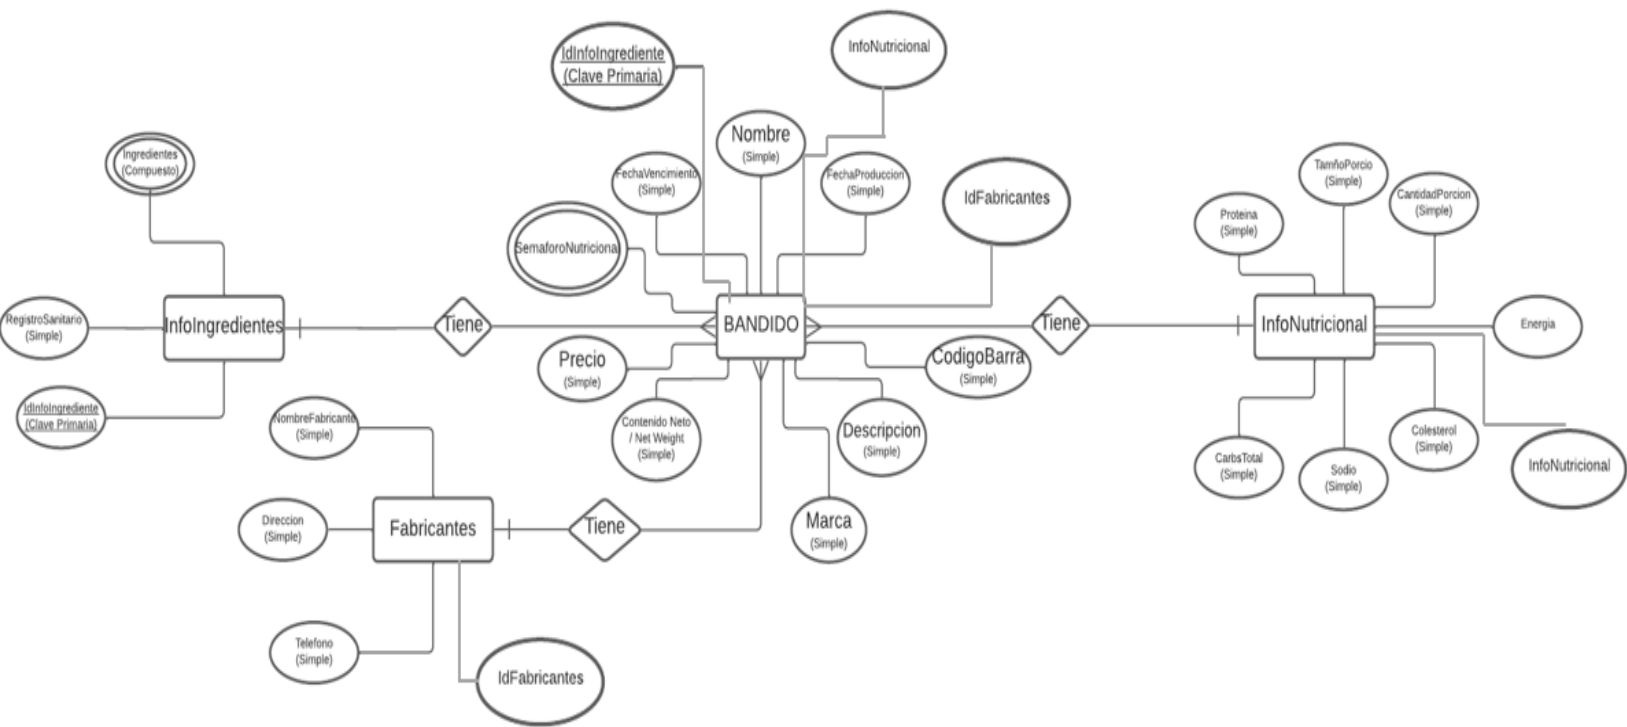 IdInfoIngrediente
(Clave Primaria)
InfoNutricional
Nombre
(Simple)
Ingredientes
(Compuesto)
FechaVencimiento
(Simple)
FechaProduccion
(Simple)
TamñoPorcio
(Simple)
CantidadPorcion
(Simple)
IdFabricantes
Proteina
(Simple)
SemaforoNutriciona
RegistroSanitario
(Simple)
InfoIngredientes
Tiene
BANDIDO
Tiene
InfoNutricional
Energia
Precio
(Simple)
CodigoBarra
(Simple)
IdInfoIngrediente
(Clave Primaria)
NombreFabricante
(Simple)
Contenido Neto
/ Net Weight
(Simple)
Descripcion
(Simple)
Colesterol
(Simple)
CarbsTotal
(Simple)
Sodio
(Simple)
InfoNutricional
Direccion
(Simple)
Fabricantes
Tiene
Marca
(Simple)
Telefono
(Simple)
IdFabricantes